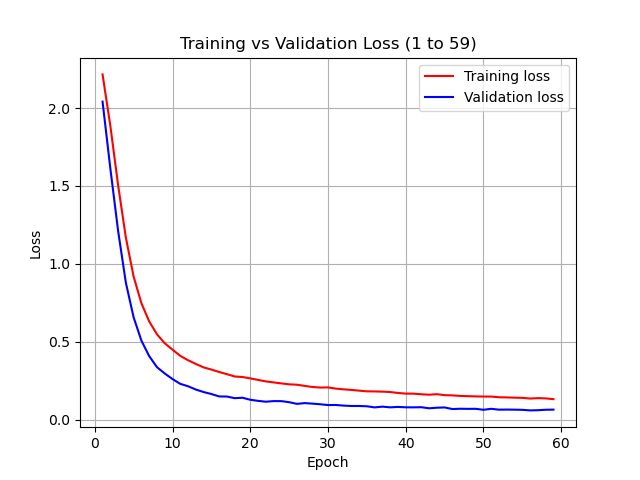 Training vs Validation Loss (1 to 59)
Training loss
Validation loss
2.0
1.5
1.0
0.5
0.0
Loss
0 10 20 30 40 50 60
Epoch